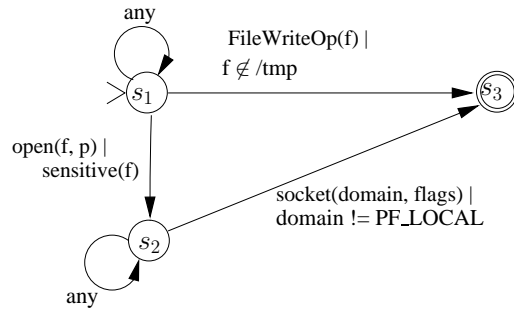 any
FileWriteOp(f) |
f ⊄ /tmp
s1
s3
open(f, p) |
sensitive(f)
socket(domain, flags) |
domain != PF_LOCAL
s2
any